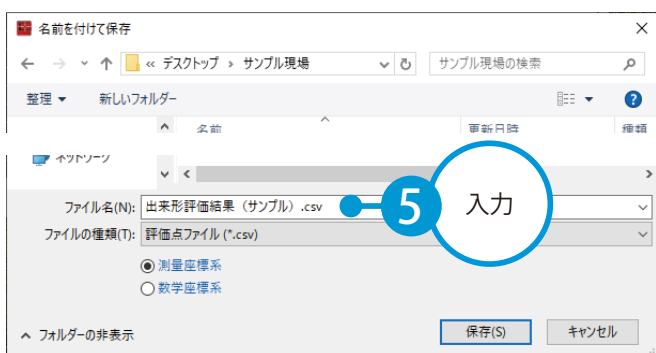 名前を付けて保存
« デスクトップ › サンプル現場
サンプル現場の検索
整理 新しいフォルダー
名前 更新日時 種類
ネットワーク
ファイル名(N): 出来形評価結果（サンプル）.csv
5 入力
ファイルの種類(T): 評価点ファイル (*.csv)
測量座標系
数学座標系
フォルダーの非表示 保存(S) キャンセル